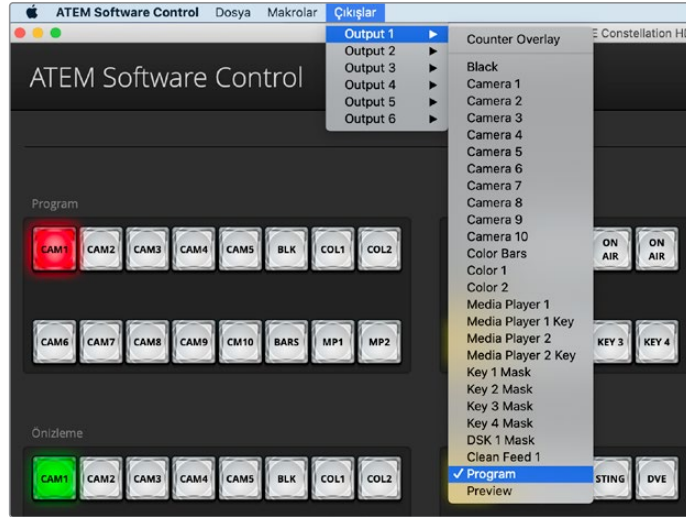 ATEM Software Control Dosya Makrolar Çıkışlar
E Constellation HD
ATEM Software Control
Output 1
Output 2
Output 3
Output 4
Output 5
Output 6
Counter Overlay
Black
Camera 1
Camera 2
Camera 3
Camera 4
Camera 5
Camera 6
Camera 7
Camera 8
Camera 9
Camera 10
Color Bars
Color 1
Color 2
Media Player 1
Media Player 1 Key
Media Player 2
Media Player 2 Key
Key 1 Mask
Key 2 Mask
Key 3 Mask
Key 4 Mask
DSK 1 Mask
Clean Feed 1
✓ Program
Preview
Program
CAM1 CAM2 CAM3 CAM4 CAM5 BLK COL1 COL2
ON AIR ON AIR
CAM6 CAM7 CAM8 CAM9 CM10 BARS MP1 MP2
KEY 3 KEY 4
Önizleme
CAM1 CAM2 CAM3 CAM4 CAM5 BLK COL1 COL2
STING DVE